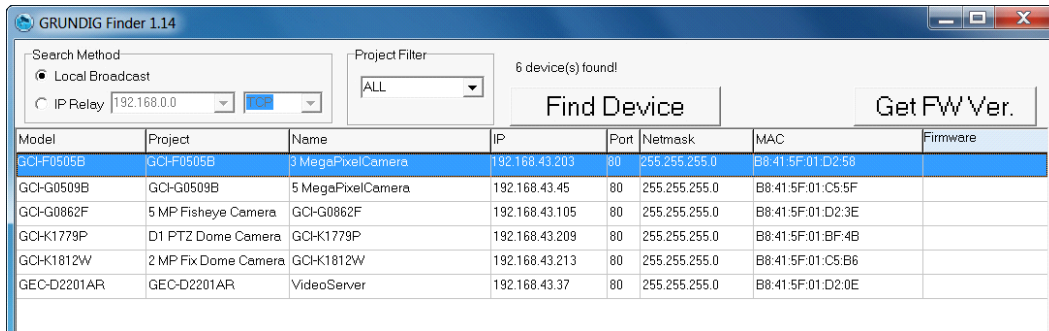 GRUNDIG Finder 1.14
Search Method
Local Broadcast
IP Relay 192.168.0.0 TCP
Project Filter
ALL
6 device(s) found!
Find Device
Get FW Ver.
Model Project Name IP Port Netmask MAC Firmware
GCI-F0505B GCI-F0505B 3 MegaPixelCamera 192.168.43.203 80 255.255.255.0 B8:41:5F:01:D2:58
GCI-G0509B GCI-G0509B 5 MegaPixelCamera 192.168.43.45 80 255.255.255.0 B8:41:5F:01:C5:5F
GCI-G0862F 5 MP Fisheye Camera GCI-G0862F 192.168.43.105 80 255.255.255.0 B8:41:5F:01:D2:3E
GCI-K1779P D1 PTZ Dome Camera GCI-K1779P 192.168.43.209 80 255.255.255.0 B8:41:5F:01:BF:4B
GCI-K1812W 2 MP Fix Dome Camera GCI-K1812W 192.168.43.213 80 255.255.255.0 B8:41:5F:01:C5:B6
GEC-D2201AR GEC-D2201AR VideoServer 192.168.43.37 80 255.255.255.0 B8:41:5F:01:D2:0E